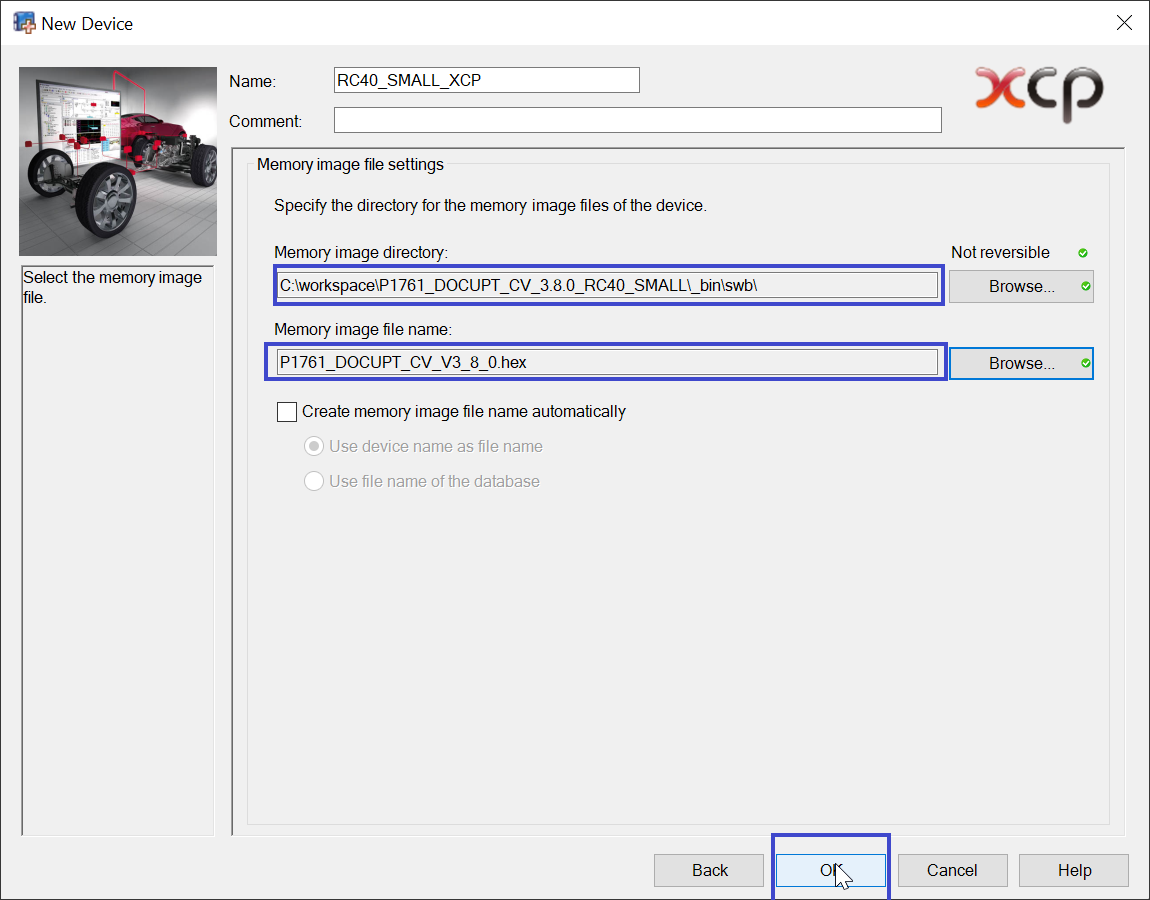 New Device
Name:
RC40_SMALL_XCP
xcp
Comment:
Memory image file settings
Specify the directory for the memory image files of the device.
Memory image directory:
Not reversible
Select the memory image
file.
C:\workspace\P1761_DOCUPT_CV_3.8.0_RC40_SMALL\_bin\swb\
Browse...
Memory image file name:
P1761_DOCUPT_CV_V3_8_0.hex
Browse...
Create memory image file name automatically
Use device name as file name
Use file name of the database
Back
OK
Cancel
Help